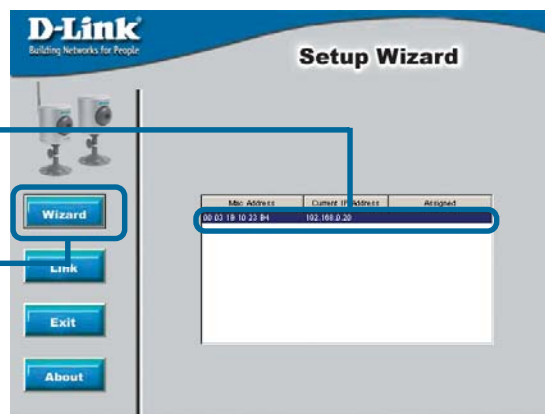 D-Link
Building Networks for People
Setup Wizard
Mac Address Current IP Address Assigned
00 03 19 10 23 B4 192.168.0.20
Wizard
Link
Exit
About